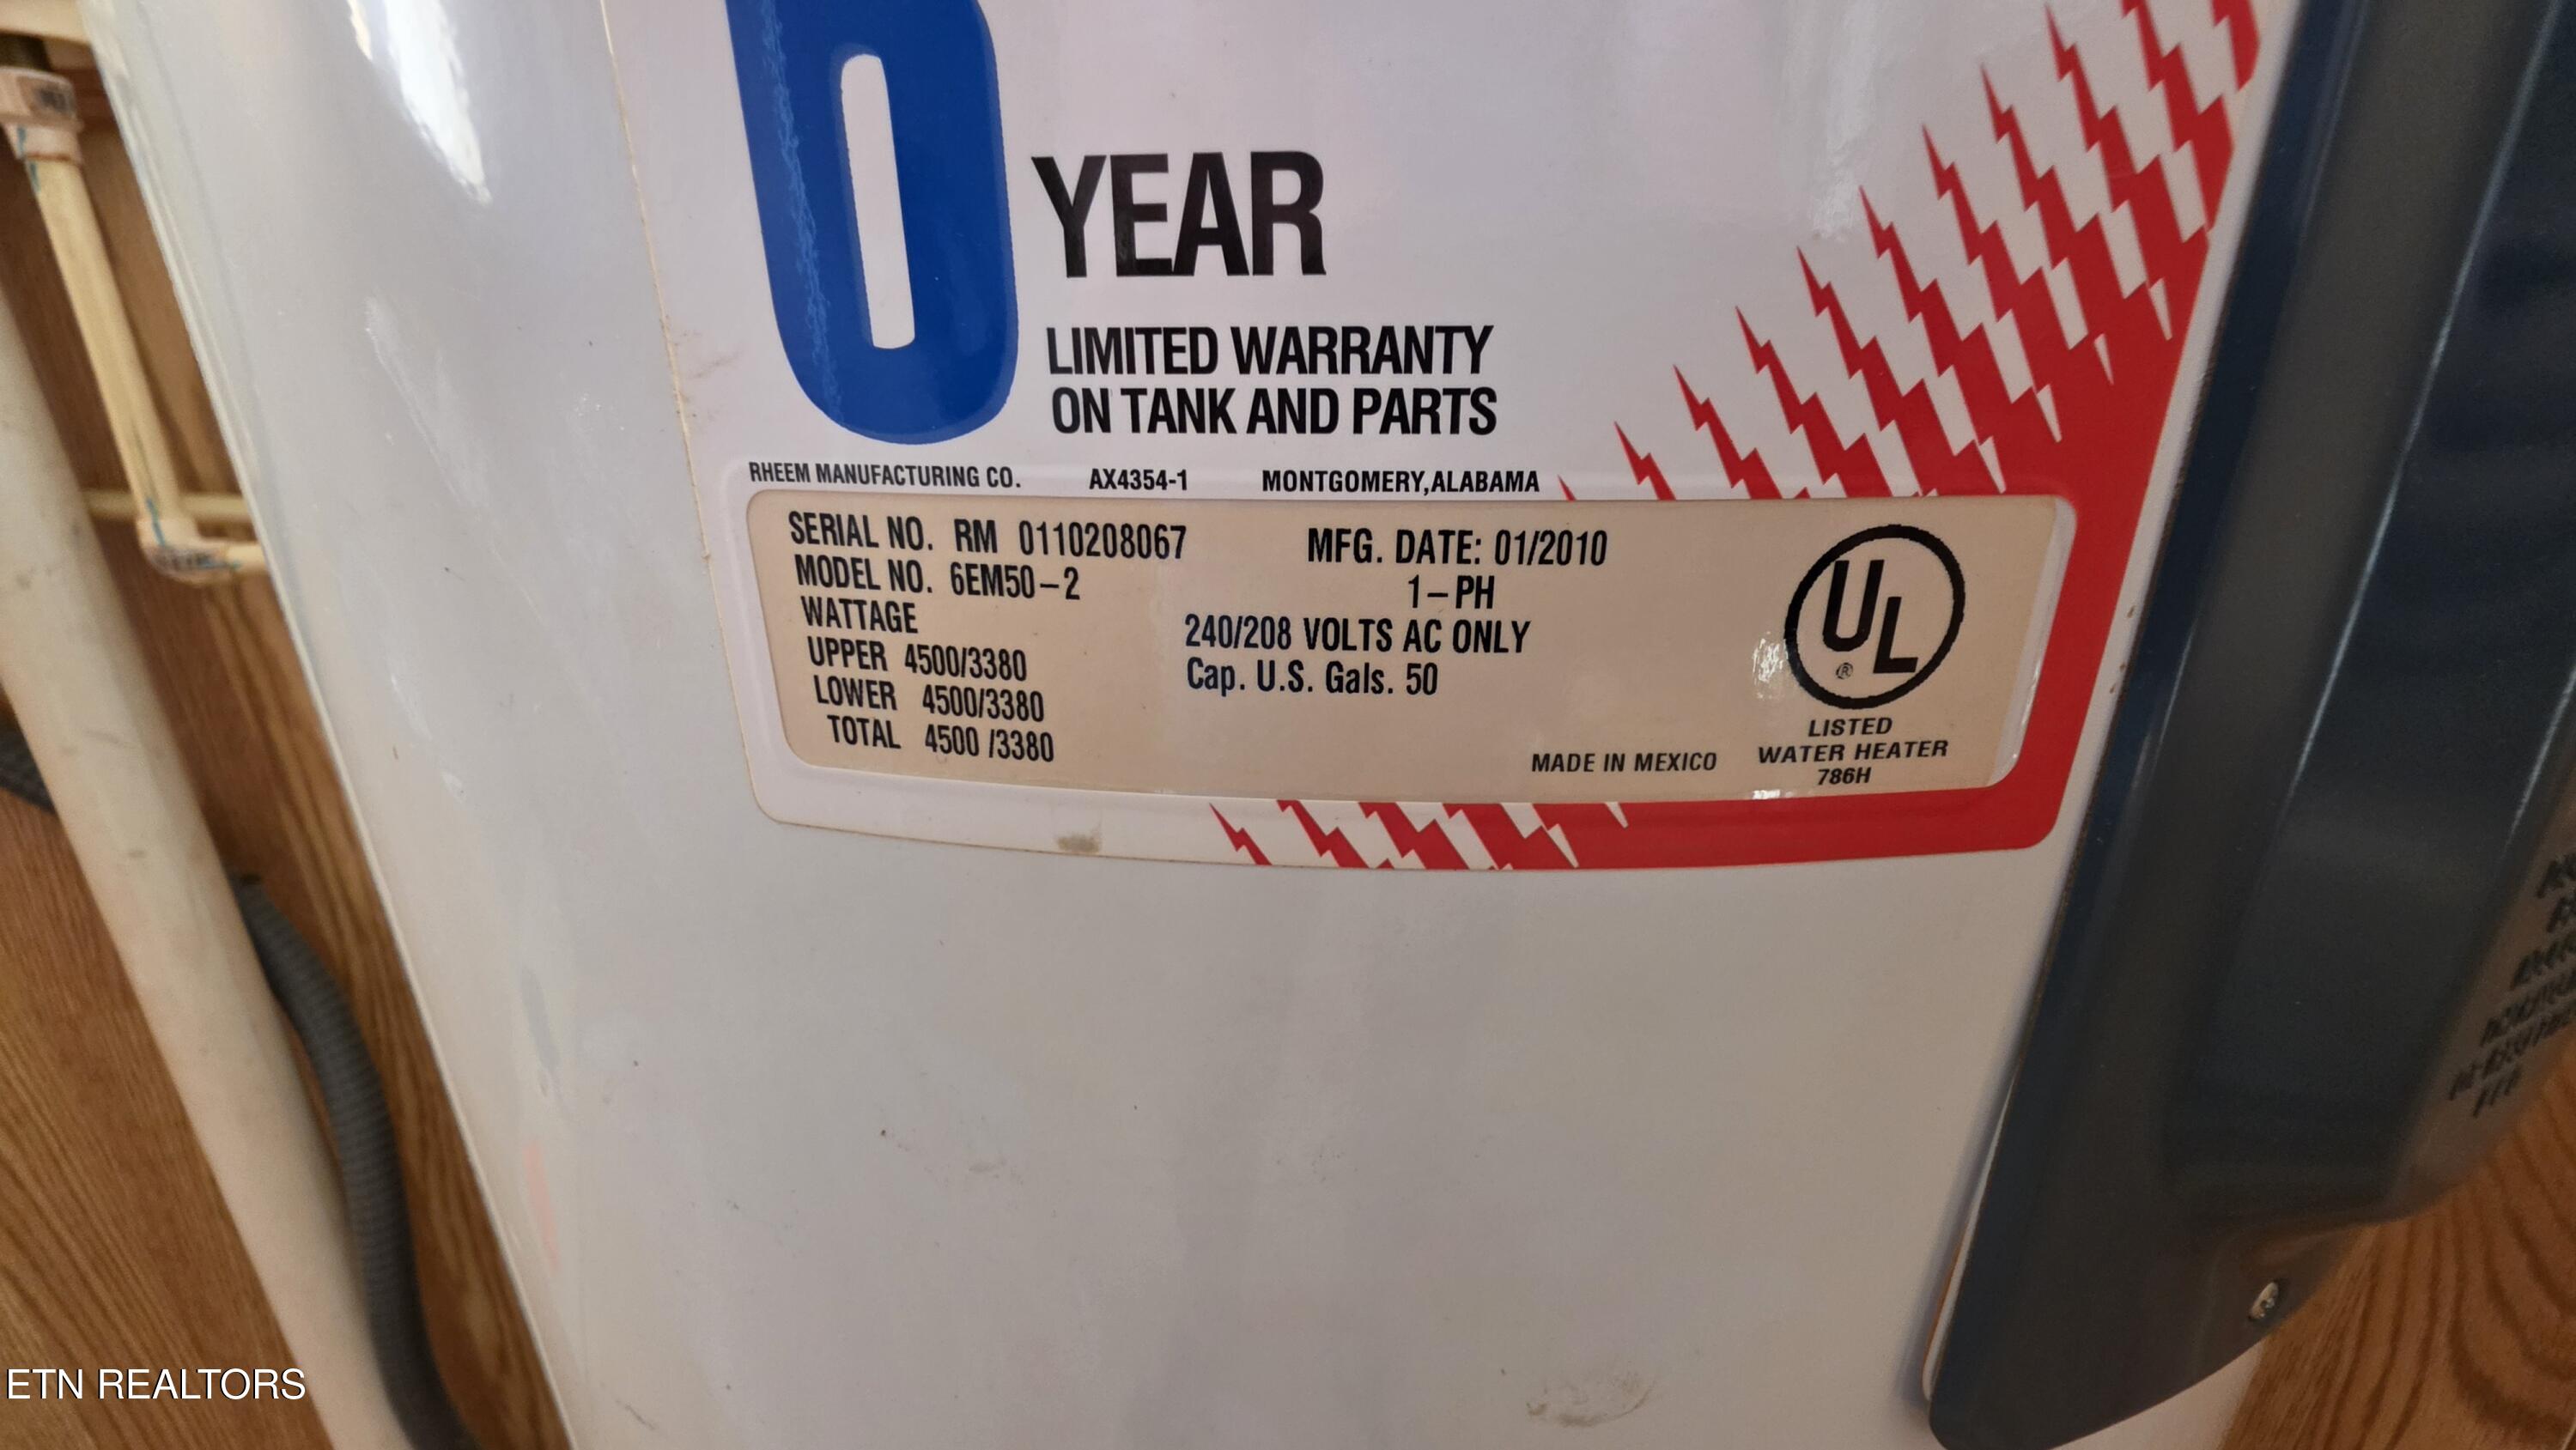 6 YEAR
LIMITED WARRANTY
ON TANK AND PARTS
RHEEM MANUFACTURING CO. AX4354-1 MONTGOMERY,ALABAMA
SERIAL NO. RM 0110208067 MFG. DATE: 01/2010
MODEL NO. 6EM50-2 1-PH
WATTAGE 240/208 VOLTS AC ONLY
UPPER 4500/3380 Cap. U.S. Gals. 50
LOWER 4500/3380
TOTAL 4500 /3380
MADE IN MEXICO
UL
®
LISTED
WATER HEATER
786H
ETN REALTORS